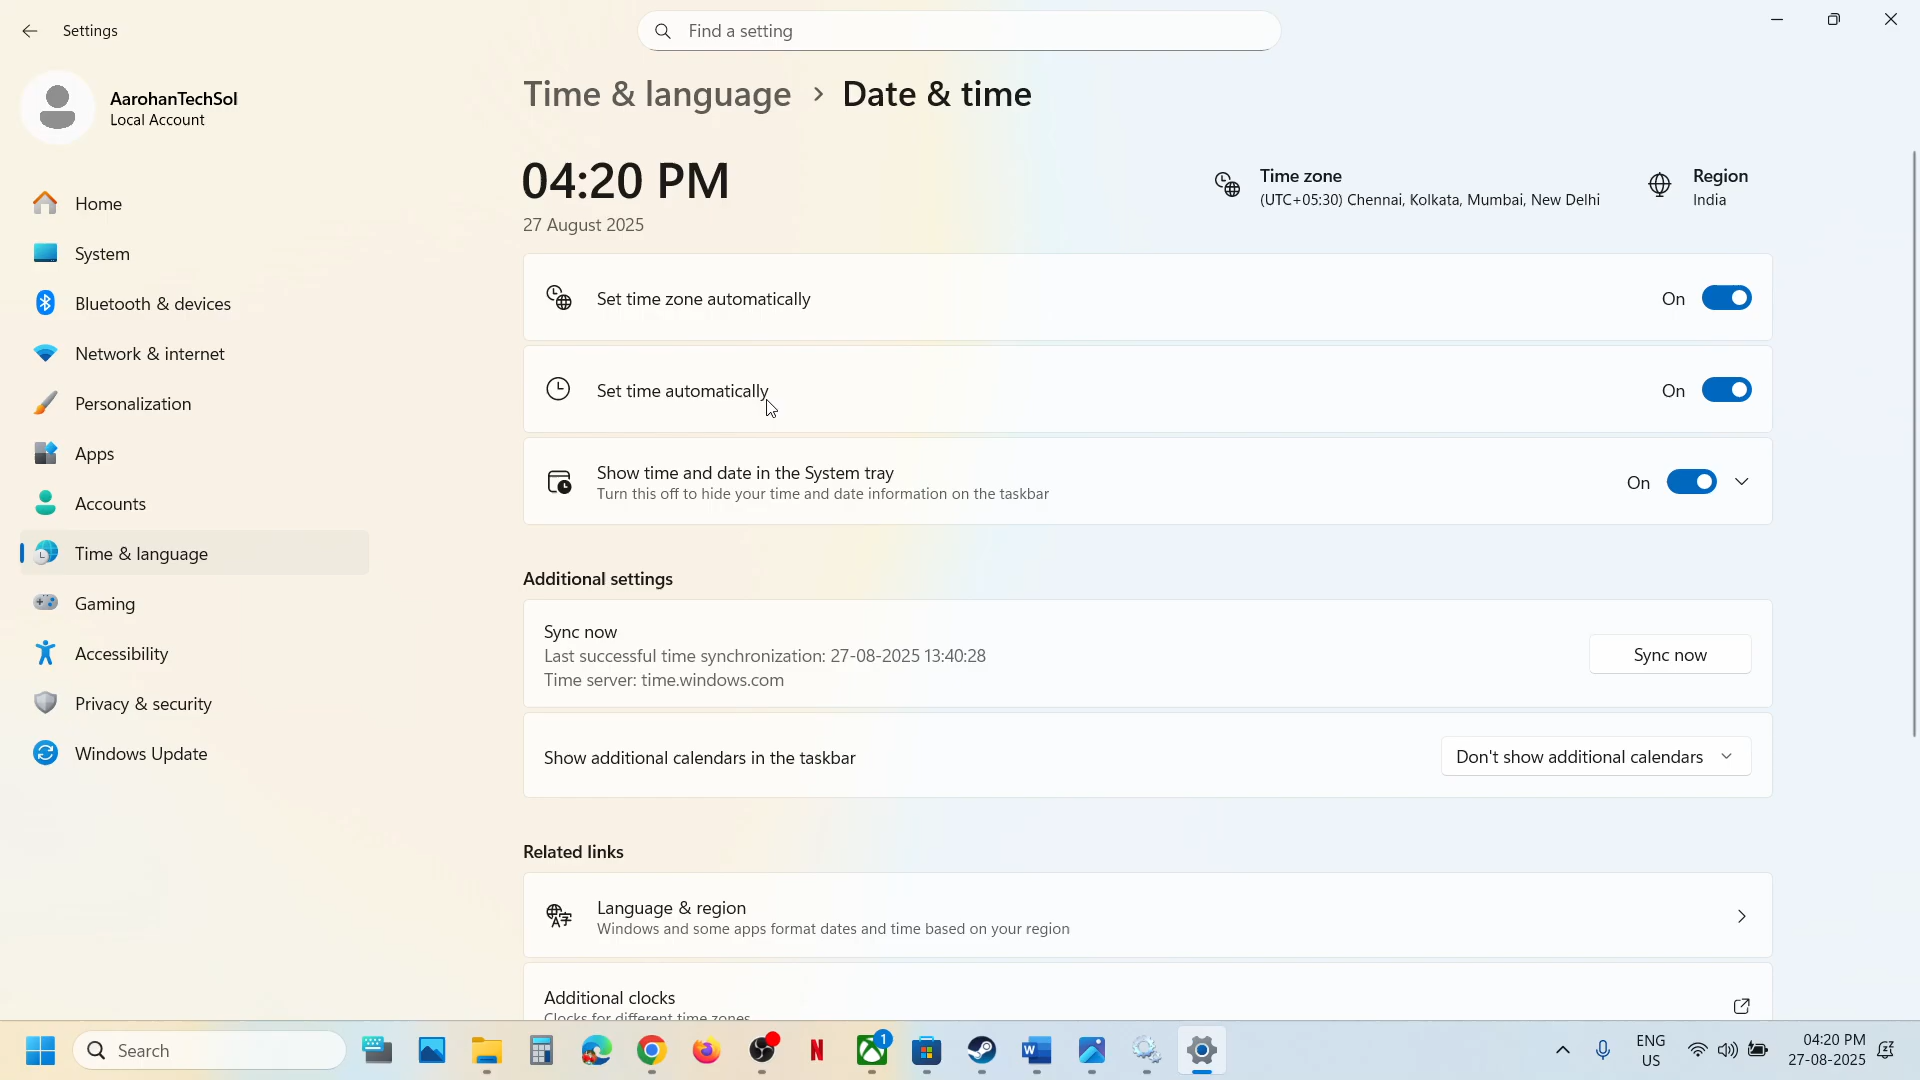 Settings
Find a setting
AarohanTechSol
Local Account
Home
System
Bluetooth & devices
Network & internet
Personalization
Apps
Accounts
Time & language
Gaming
Accessibility
Privacy & security
Windows Update
Time & language > Date & time
04:20 PM
27 August 2025
Time zone
(UTC+05:30) Chennai, Kolkata, Mumbai, New Delhi
Region
India
Set time zone automatically
On
Set time automatically
On
Show time and date in the System tray
Turn this off to hide your time and date information on the taskbar
On
Additional settings
Sync now
Last successful time synchronization: 27-08-2025 13:40:28
Time server: time.windows.com
Sync now
Show additional calendars in the taskbar
Don't show additional calendars
Related links
Language & region
Windows and some apps format dates and time based on your region
Additional clocks
Clocks for different time zones
Search
1
ENG
US
04:20 PM
27-08-2025